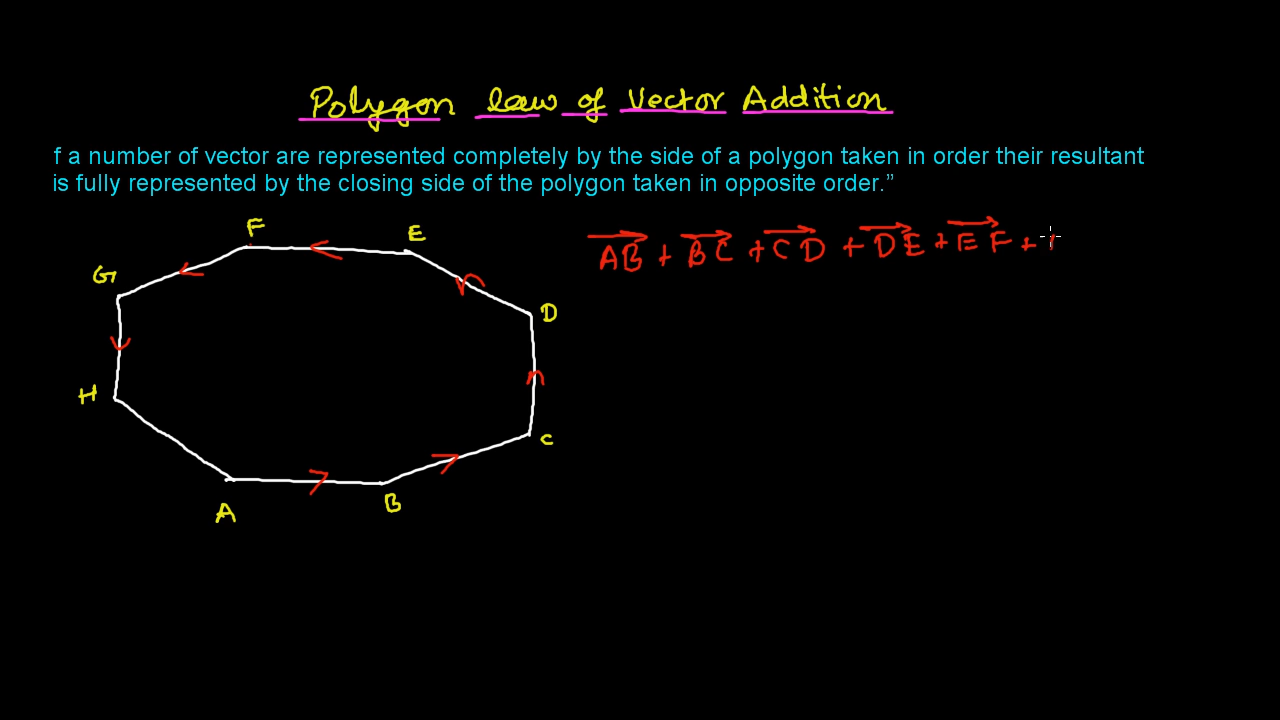 Polygon law of Vector Addition
f a number of vector are represented completely by the side of a polygon taken in order their resultant
is fully represented by the closing side of the polygon taken in opposite order.”
F
E
AB + BC + CD + DE + EF +
G
D
H
C
B
A